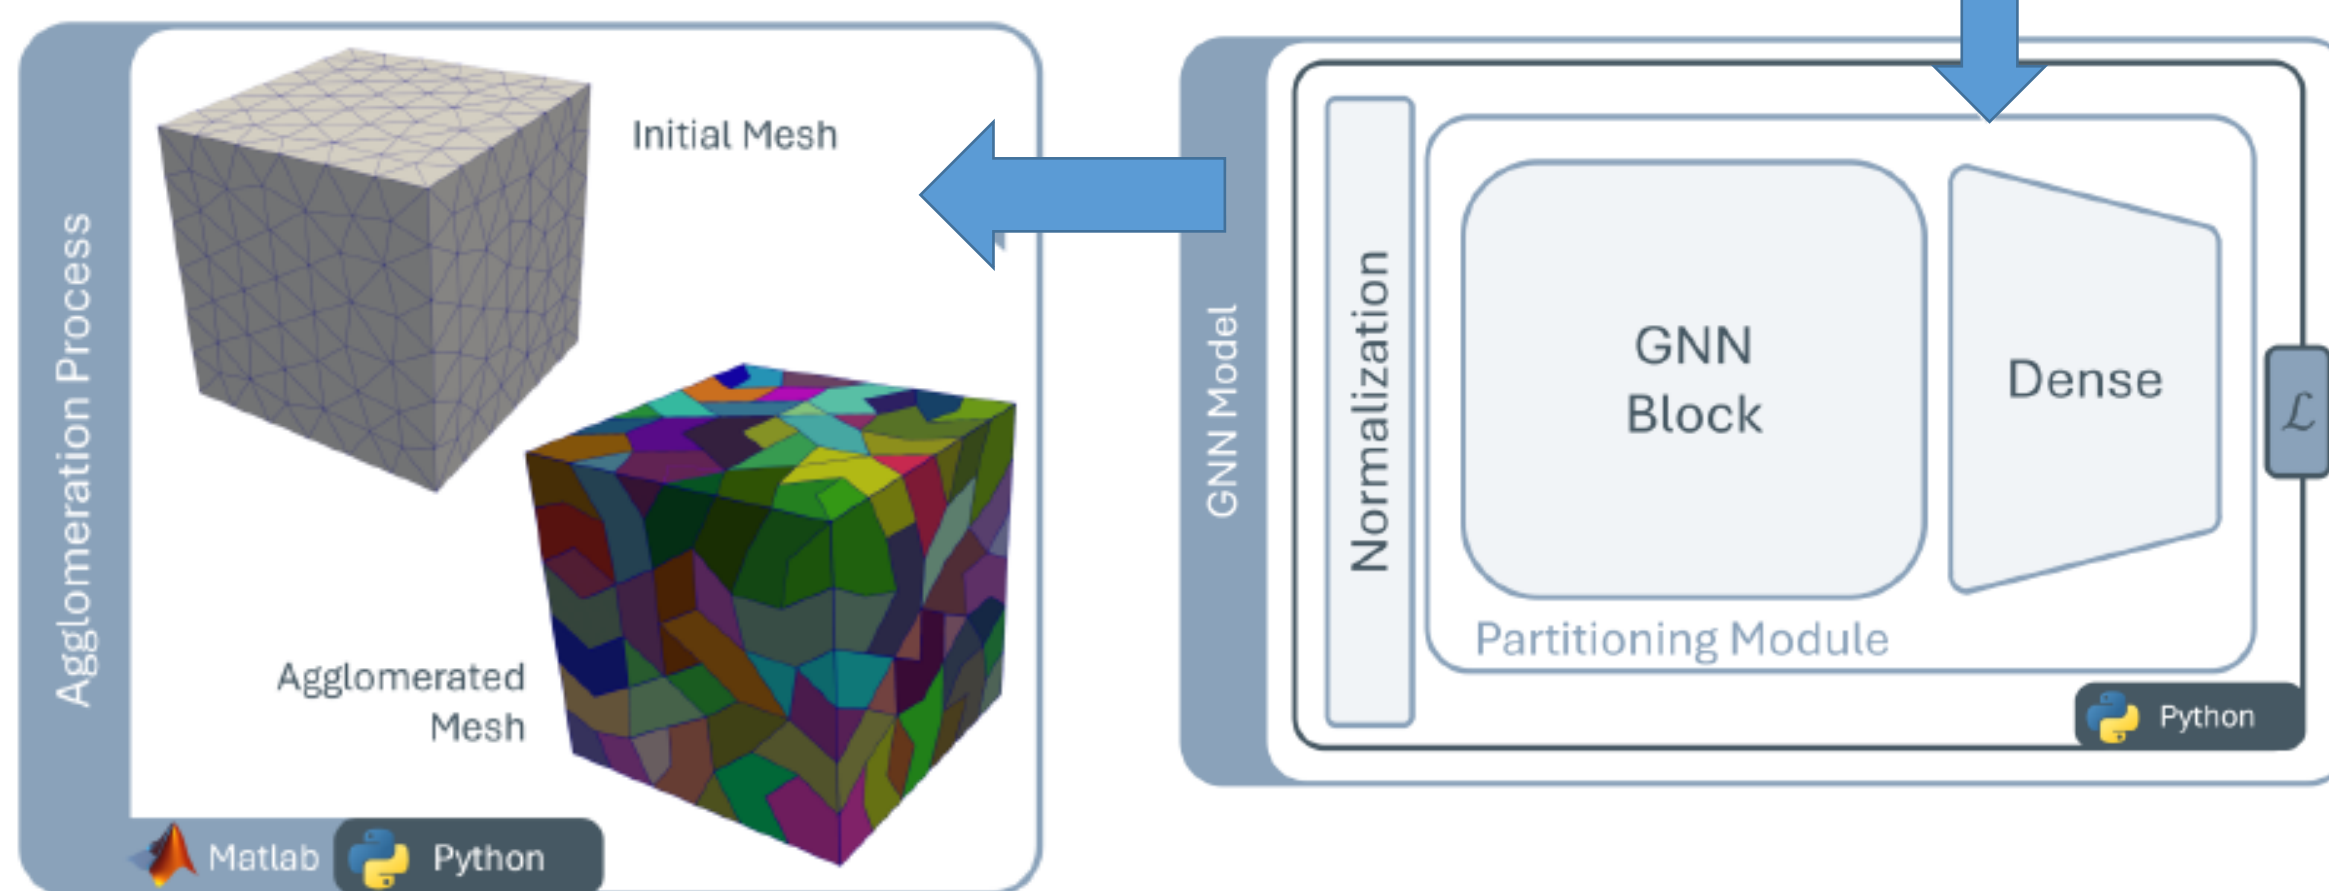 Agglomeration Process
Initial Mesh
Agglomerated
Mesh
Matlab
Python
GNN Model
Normalization
GNN
Block
Dense
Partitioning Module
ℒ
Python